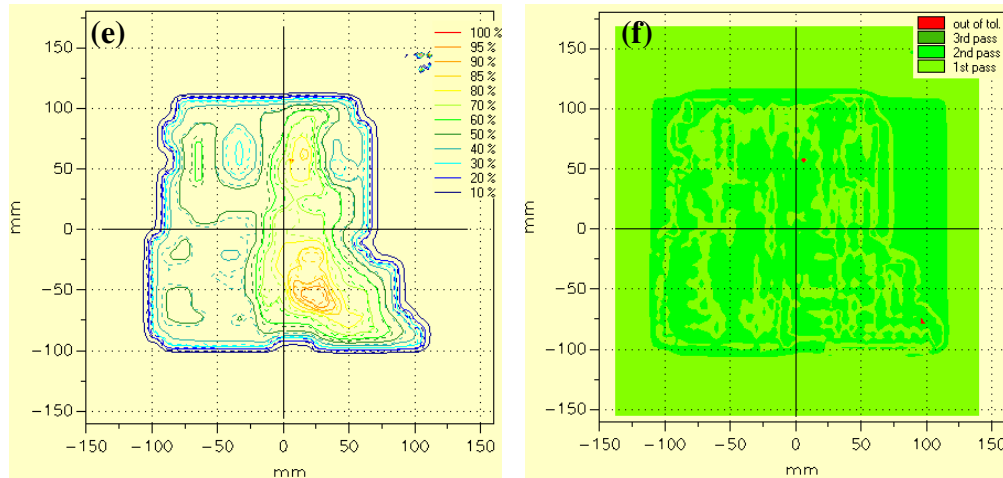 (e)
100 %
95 %
90 %
85 %
80 %
70 %
60 %
50 %
40 %
30 %
20 %
10 %
150
100
50
0
−50
−100
−150
mm
−150 −100 −50 0 50 100 150
mm
(f)
out of tol.
3rd pass
2nd pass
1st pass
150
100
50
0
−50
−100
−150
mm
−150 −100 −50 0 50 100 150
mm